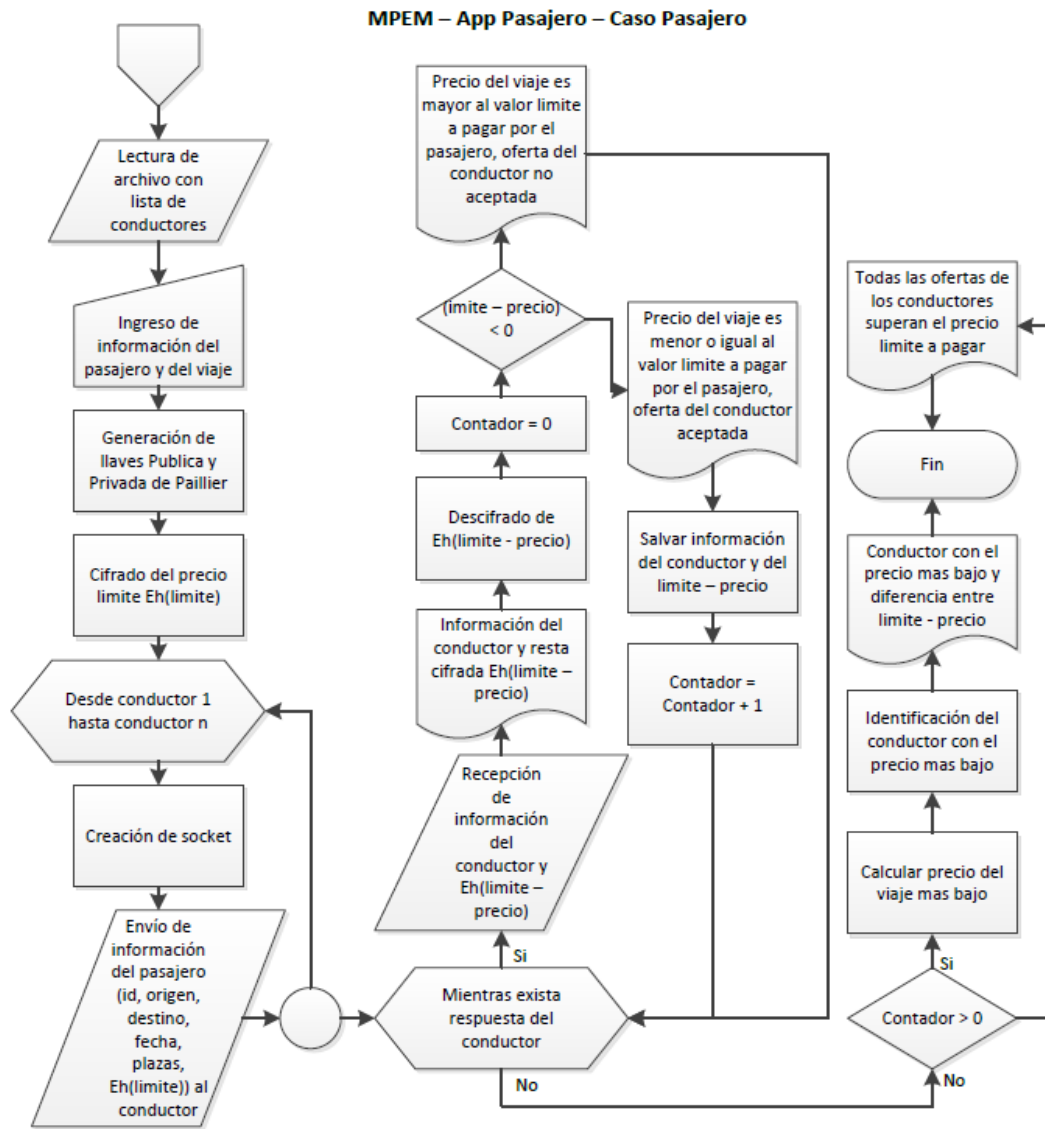 MPEM – App Pasajero – Caso Pasajero
Lectura de
archivo con
lista de
conductores
Ingreso de
información del
pasajero y del viaje
Generación de
llaves Publica y
Privada de Paillier
Cifrado del precio
limite Eh(limite)
Desde conductor 1
hasta conductor n
Creación de socket
Envío de
información
del pasajero
(id, origen,
destino,
fecha,
plazas,
Eh(limite)) al
conductor
Mientras exista
respuesta del
conductor
Si
No
Recepción
de
información
del
conductor y
Eh(limite –
precio)
Información del
conductor y resta
cifrada Eh(limite –
precio)
Descifrado de
Eh(limite - precio)
Contador = 0
(imite – precio)
< 0
Precio del viaje es
mayor al valor limite
a pagar por el
pasajero, oferta del
conductor no
aceptada
Precio del viaje es
menor o igual al
valor limite a pagar
por el pasajero,
oferta del conductor
aceptada
Salvar información
del conductor y del
limite – precio
Contador =
Contador + 1
Contador > 0
Si
No
Calcular precio del
viaje mas bajo
Identificación del
conductor con el
precio mas bajo
Conductor con el
precio mas bajo y
diferencia entre
limite - precio
Todas las ofertas de
los conductores
superan el precio
limite a pagar
Fin